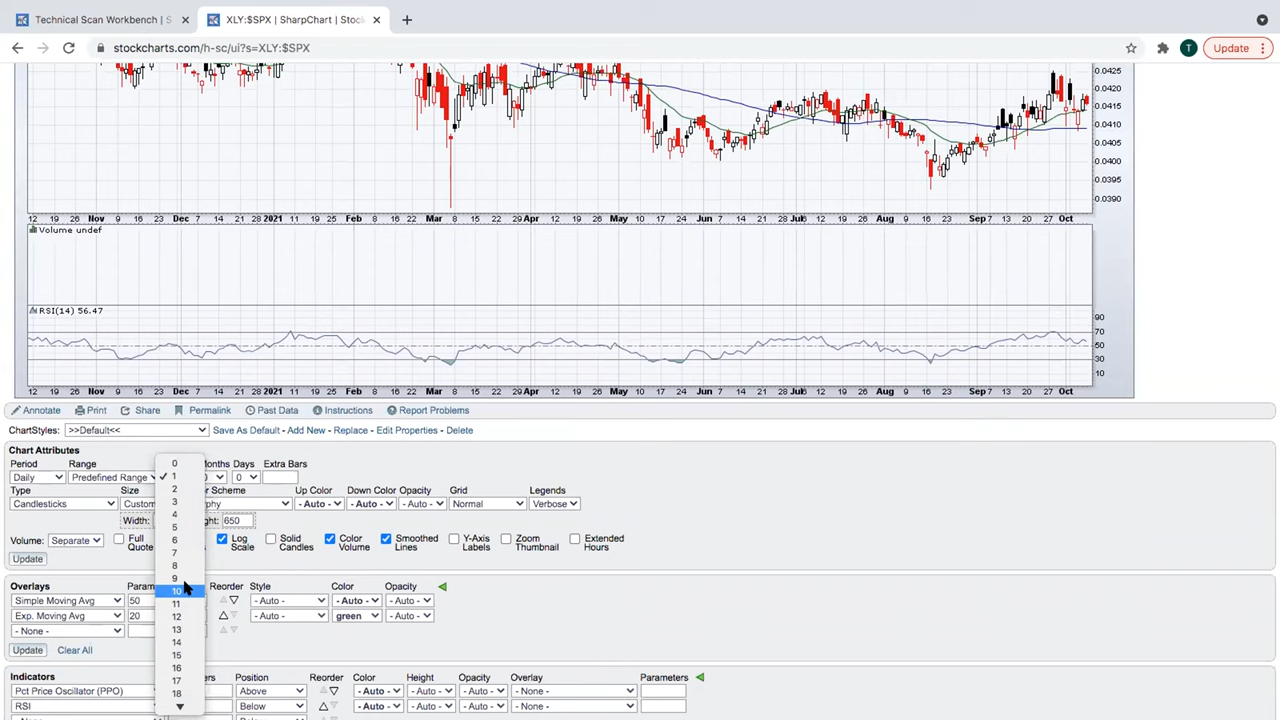 Technical Scan Workbench | S
XLY:$SPX | SharpChart | Stoc
stockcharts.com/h-sc/ui?s=XLY:$SPX
T
Update
0.0425
0.0420
0.0415
0.0410
0.0405
0.0400
0.0395
0.0390
12 19 26 Nov 9 16 23 Dec 7 14 21 28 2021 11 19 25 Feb 8 16 22 Mar 8 15 22 29 Apr 12 19 26 May 10 17 24 Jun 7 14 21 28 Jul 6 12 19 26 Aug 9 16 23 Sep 7 13 20 27 Oct
Volume undef
RSI(14) 56.47
90
70
50
30
10
12 19 26 Nov 9 16 23 Dec 7 14 21 28 2021 11 19 25 Feb 8 16 22 Mar 8 15 22 29 Apr 12 19 26 May 10 17 24 Jun 7 14 21 28 Jul 6 12 19 26 Aug 9 16 23 Sep 7 13 20 27 Oct
Annotate Print Share Permalink Past Data Instructions Report Problems
ChartStyles: >>Default<< Save As Default - Add New - Replace - Edit Properties - Delete
Chart Attributes
Period Range Months Days Extra Bars
Daily Predefined Range 0 0
Type Size Scheme Up Color Down Color Opacity Grid Legends
Candlesticks Custom - Auto - - Auto - - Auto - Normal Verbose
Width: 650
Volume: Separate Full Quote Log Scale Solid Candles Color Volume Smoothed Lines Y-Axis Labels Zoom Thumbnail Extended Hours
Update
0
1
2
3
4
5
6
7
8
9
10
11
12
13
14
15
16
17
18
Overlays Reorder Style Color Opacity
Simple Moving Avg 50 - Auto - - Auto - - Auto -
Exp. Moving Avg 20 - Auto - green - Auto -
- None -
Update Clear All
Indicators Position Reorder Color Height Opacity Overlay Parameters
Pct Price Oscillator (PPO) Above - Auto - - Auto - - Auto - - None -
RSI Below - Auto - - Auto - - Auto - - None -